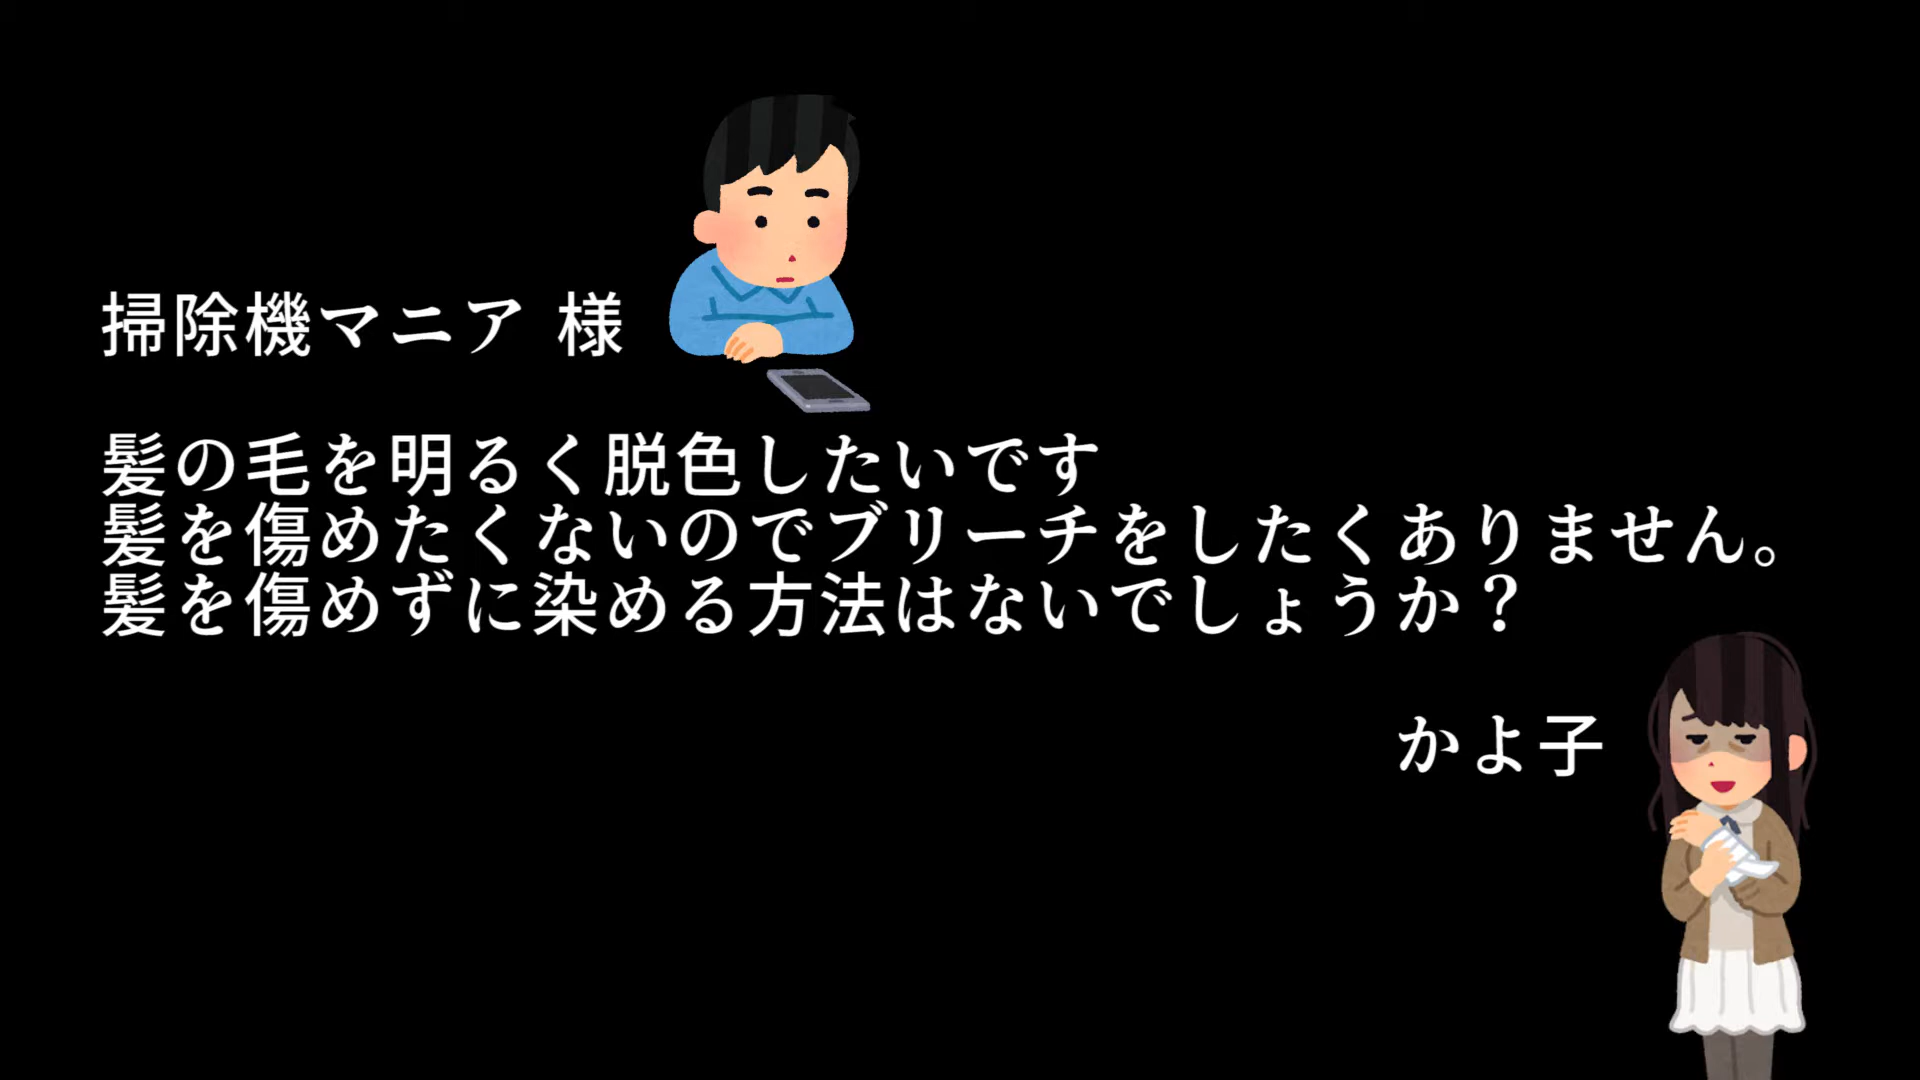 掃除機マニア 様
髪の毛を明るく脱色したいです
髪を傷めたくないのでブリーチをしたくありません。
髪を傷めずに染める方法はないでしょうか？
かよ子